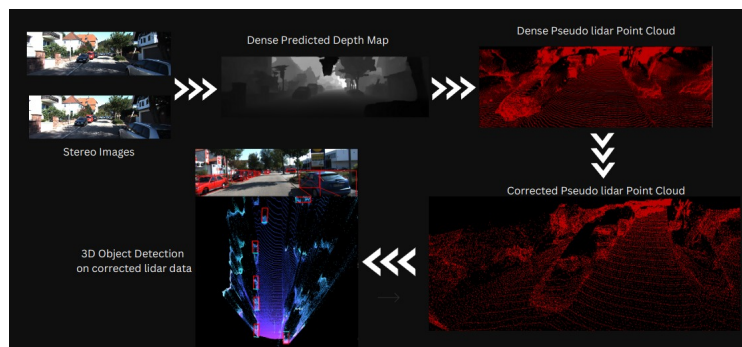 Stereo Images
Dense Predicted Depth Map
Dense Pseudo lidar Point Cloud
Corrected Pseudo lidar Point Cloud
3D Object Detection
on corrected lidar data